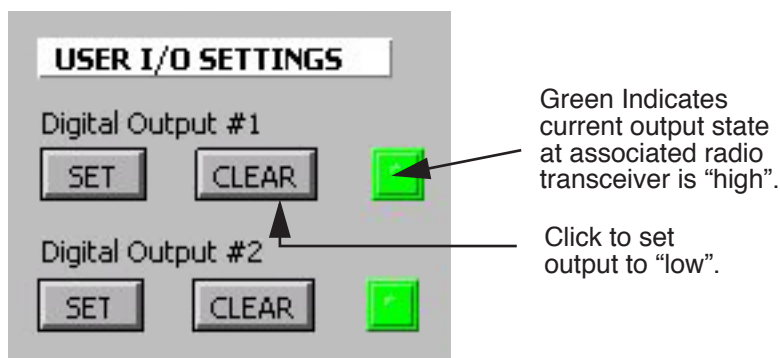 USER I/O SETTINGS
Digital Output #1
SET CLEAR
Digital Output #2
SET CLEAR
Green Indicates
current output state
at associated radio
transceiver is “high”.
Click to set
output to “low”.